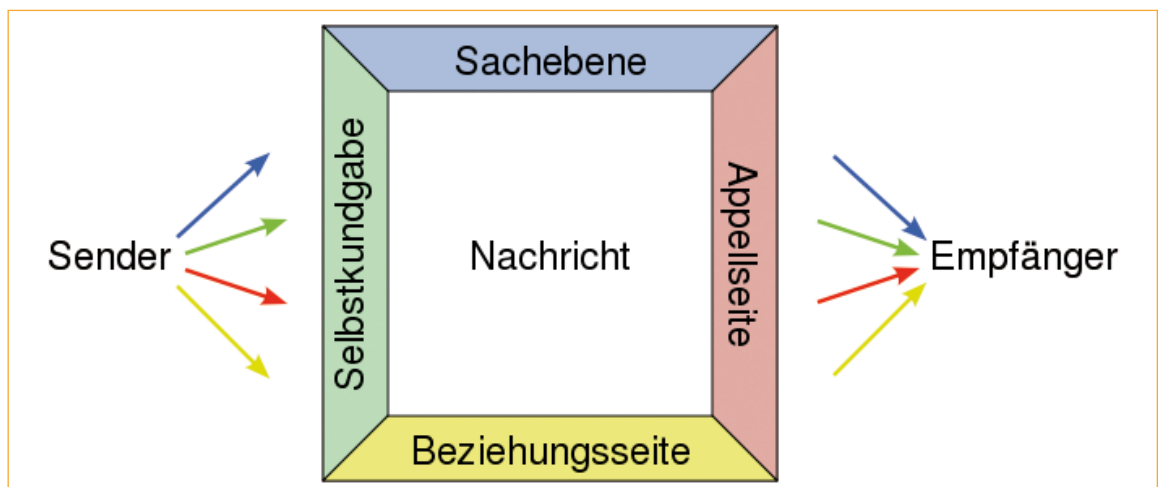 Sachebene
Sender
Selbstkundgabe
Nachricht
Appellseite
Empfänger
Beziehungsseite